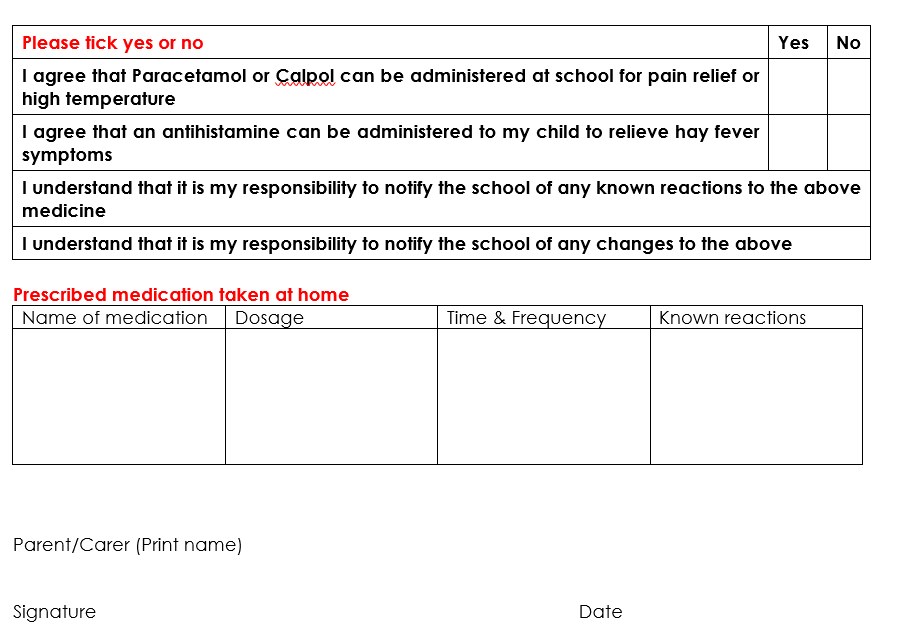 Please tick yes or no Yes No
I agree that Paracetamol or Calpol can be administered at school for pain relief or
high temperature
I agree that an antihistamine can be administered to my child to relieve hay fever
symptoms
I understand that it is my responsibility to notify the school of any known reactions to the above
medicine
I understand that it is my responsibility to notify the school of any changes to the above
Prescribed medication taken at home
Name of medication Dosage Time & Frequency Known reactions
Parent/Carer (Print name)
Signature Date